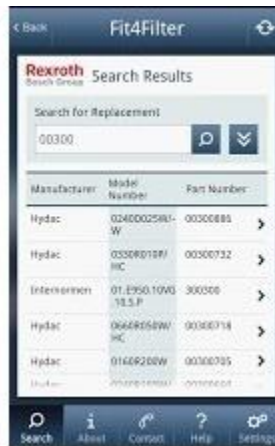 < Back Fit4Filter
Rexroth
Bosch Group
Search Results
Search for Replacement
00300
Manufacturer Model Number Part Number
Hydac 0240D025W/-W 00300886
Hydac 0330R010P/HC 00300732
Internormen 01.E950.10VG.10.S.P 300300
Hydac 0660R050W/HC 00300718
Hydac 0160R200W 00300705
Search About Contact Help Settings